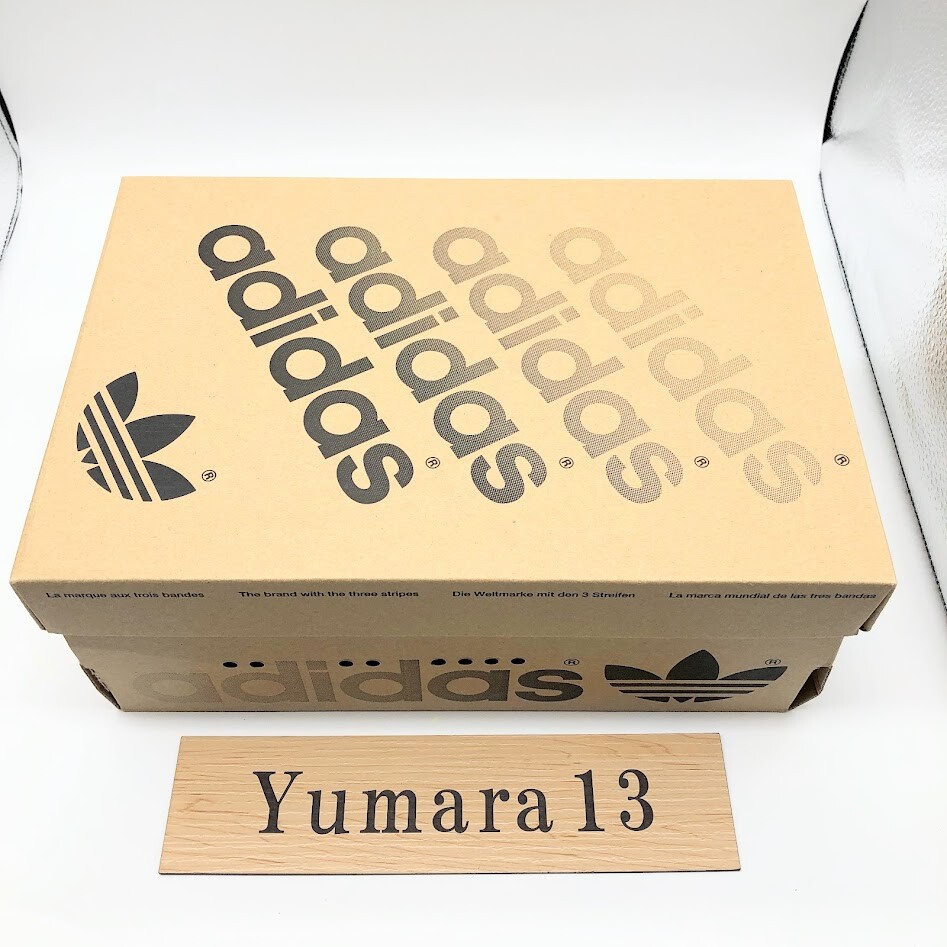 adidas®
adidas®
adidas®
adidas®
®
La marque aux trois bandes The brand with the three stripes Die Weltmarke mit den 3 Streifen La marca mundial de las tres bandas
adidas® ®
Yumara13